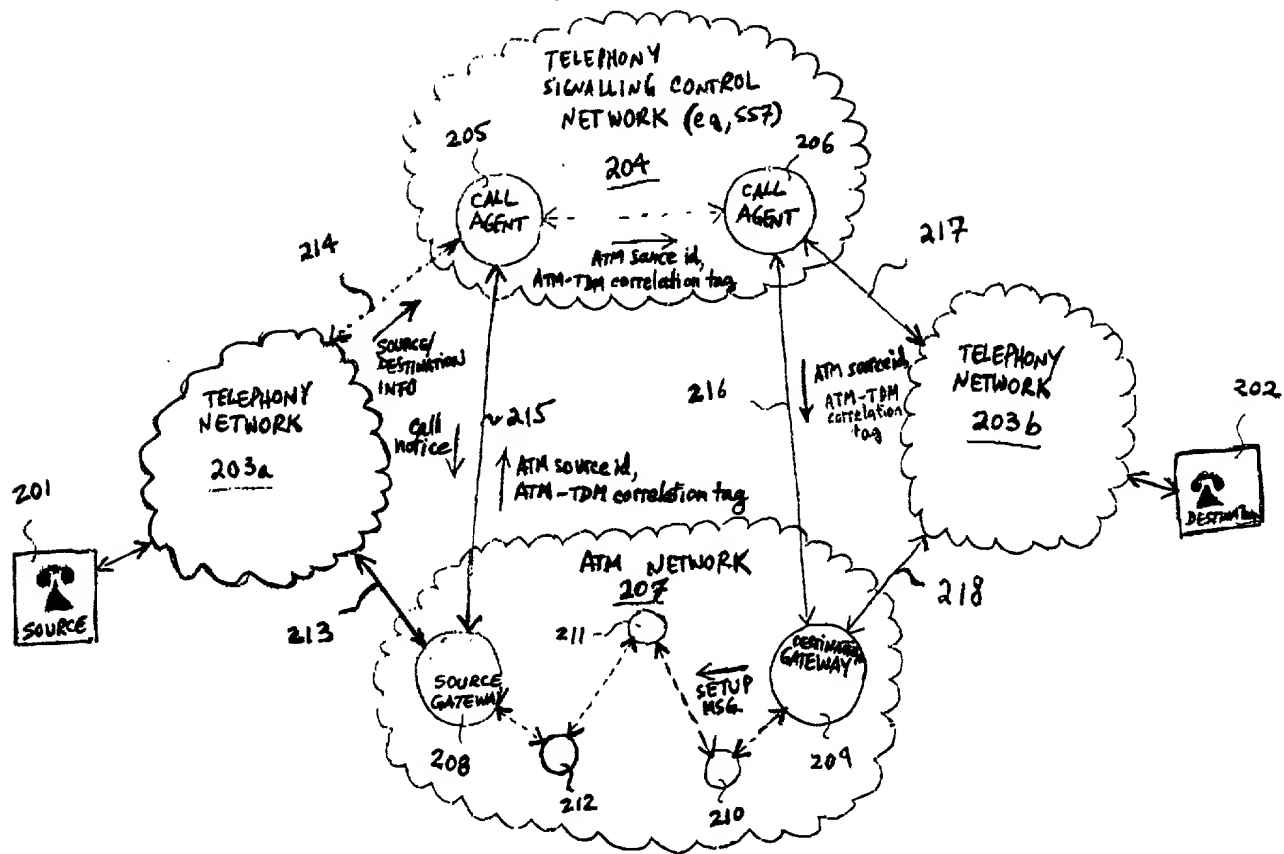 TELEPHONY
SIGNALLING CONTROL
NETWORK (eg, SS7)
205
204
206
CALL
AGENT
CALL
AGENT
ATM source id,
ATM-TDM correlation tag
214
217
SOURCE/
DESTINATION
INFO
TELEPHONY
NETWORK
203a
Call
notice
215
ATM source id,
ATM-TDM correlation tag
216
ATM source id,
ATM-TDM
correlation
tag
TELEPHONY
NETWORK
203b
202
DESTINATION
201
SOURCE
213
ATM NETWORK
207
211
218
SOURCE
GATEWAY
208
212
SETUP
MSG
210
DESTINATION
GATEWAY
209